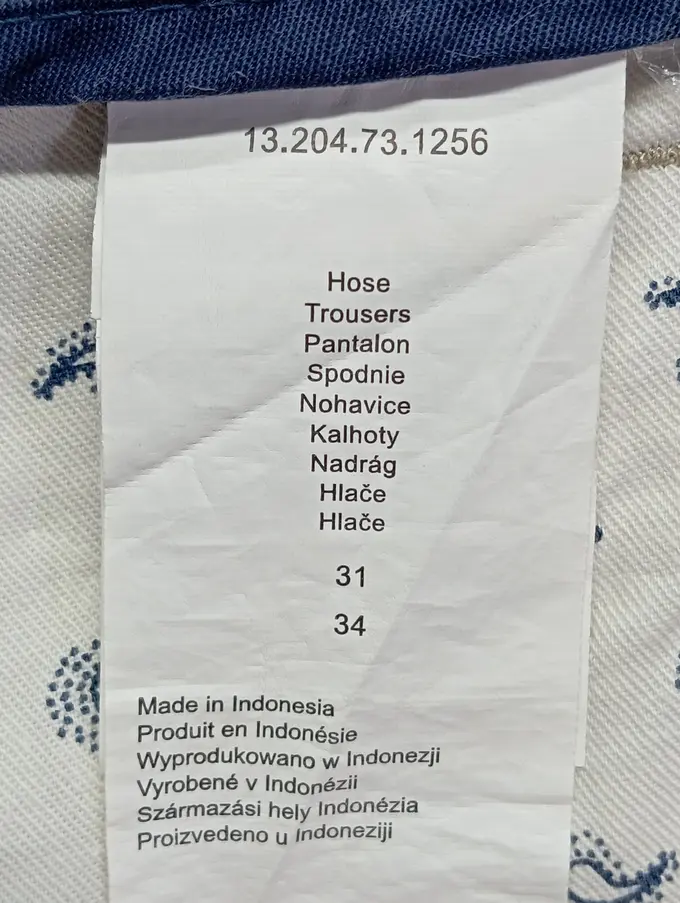 13.204.73.1256
Hose
Trousers
Pantalon
Spodnie
Nohavice
Kalhoty
Nadrág
Hlače
Hlače
31
34
Made in Indonesia
Produit en Indonésie
Wyprodukowano w Indonezji
Vyrobené v Indonézii
Származási hely Indonézia
Proizvedeno u Indoneziji